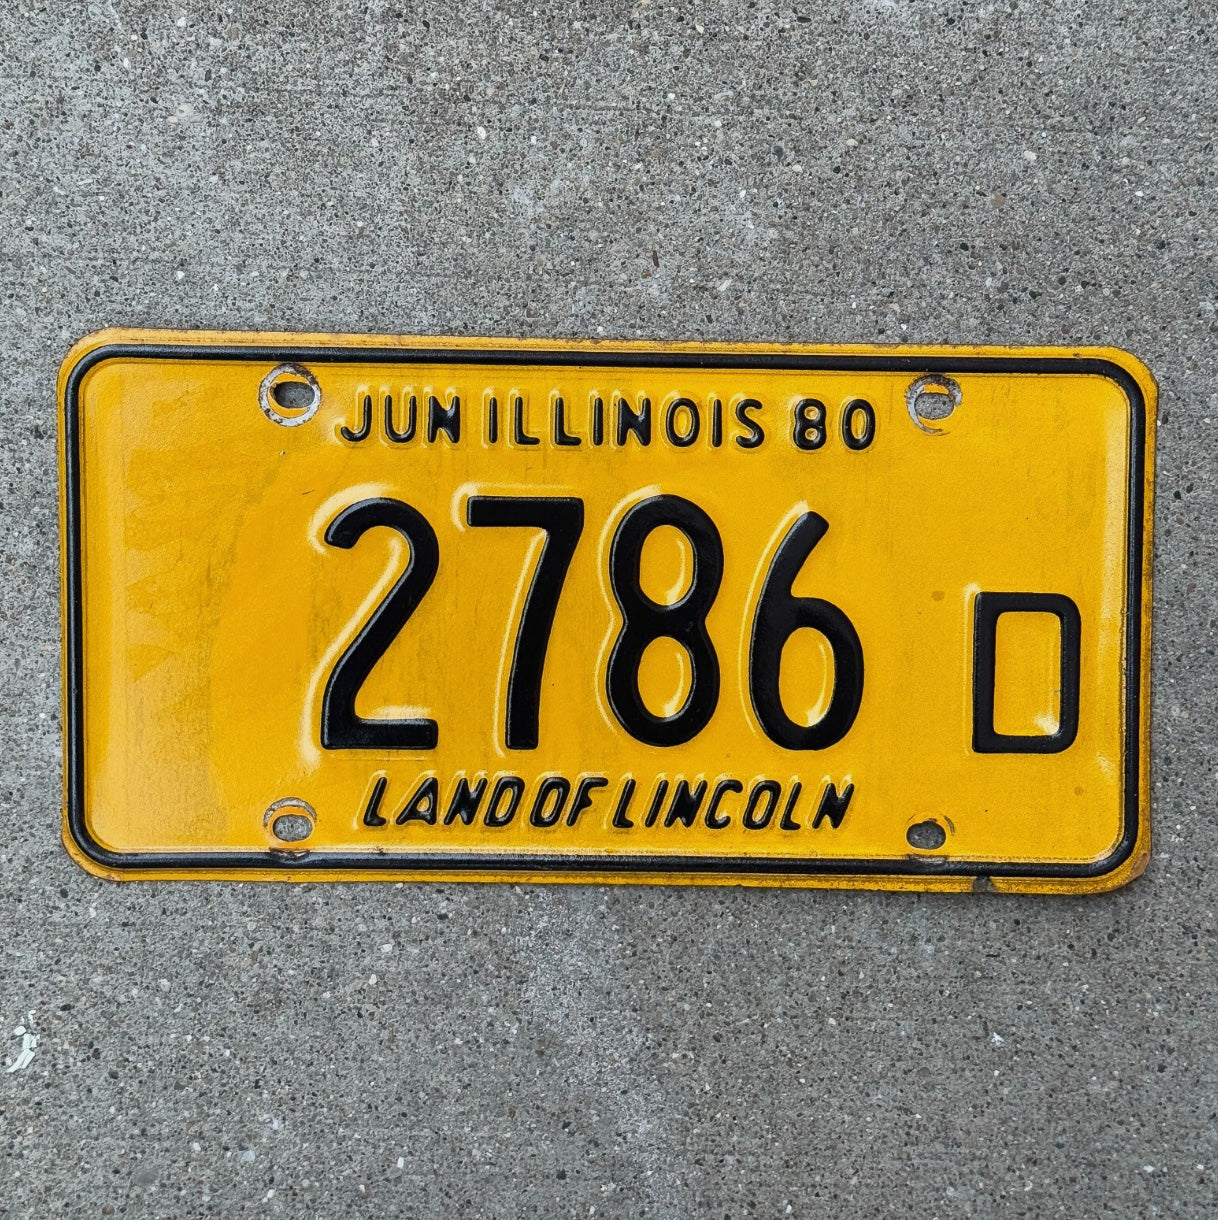 JUN ILLINOIS 80
2786 D
LAND OF LINCOLN